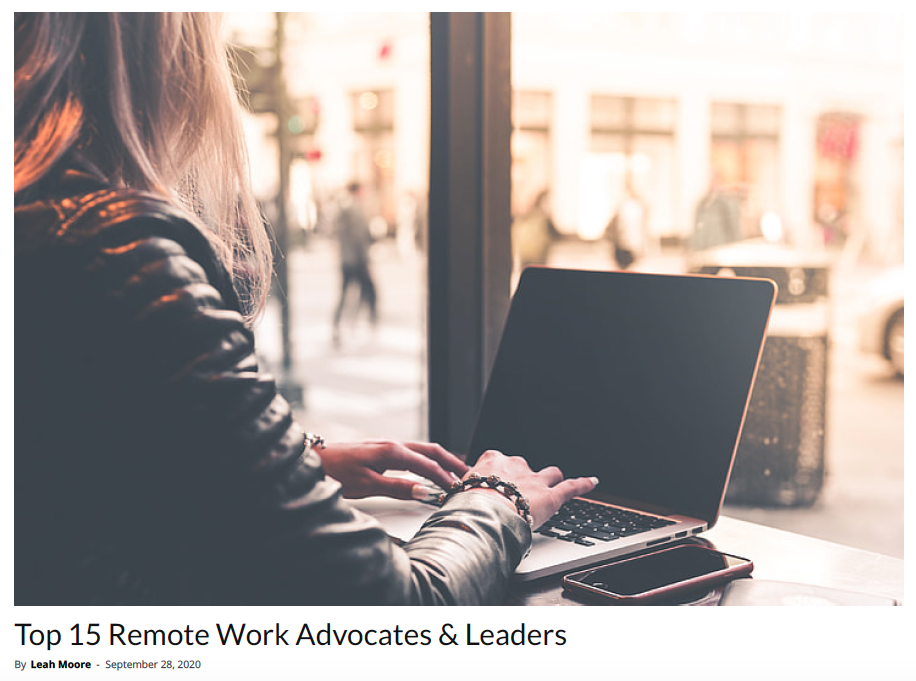 Top 15 Remote Work Advocates & Leaders
By Leah Moore - September 28, 2020